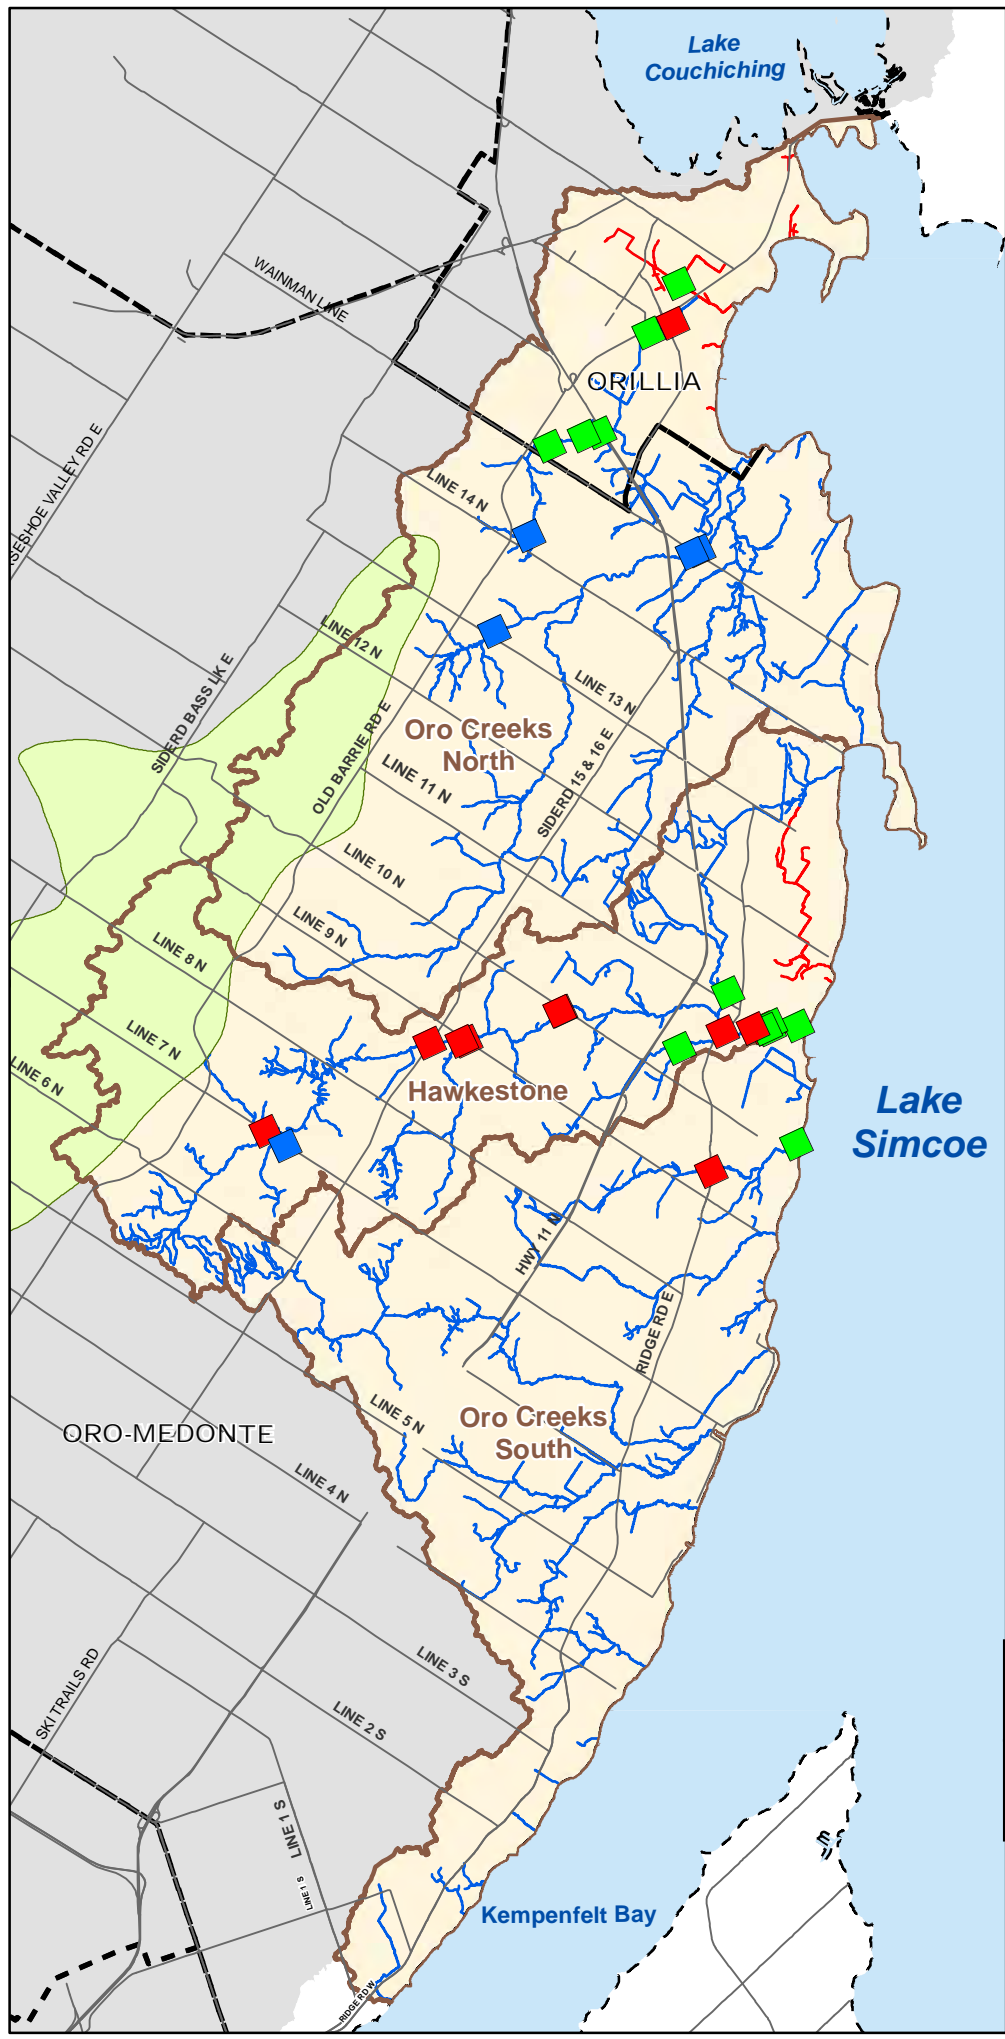 Lake
Couchiching
WAINMAN LINE
ORILLIA
SESHOE VALLEY RD E
LINE 14 N
LINE 12 N
SIDERD BASS LK E
LINE 13 N
OLD BARRIE RD E
Oro Creeks
North
LINE 11 N
SIDERD 15 & 16 E
LINE 10 N
LINE 9 N
LINE 8 N
LINE 7 N
LINE 6 N
Hawkestone
Lake
Simcoe
HWY 11 N
RIDGE RD E
LINE 5 N
Oro Creeks
South
ORO-MEDONTE
LINE 4 N
SKI TRAILS RD
LINE 3 S
LINE 2 S
LINE 1 S
LINE 1 S
Kempenfelt Bay
RIDGE RD W